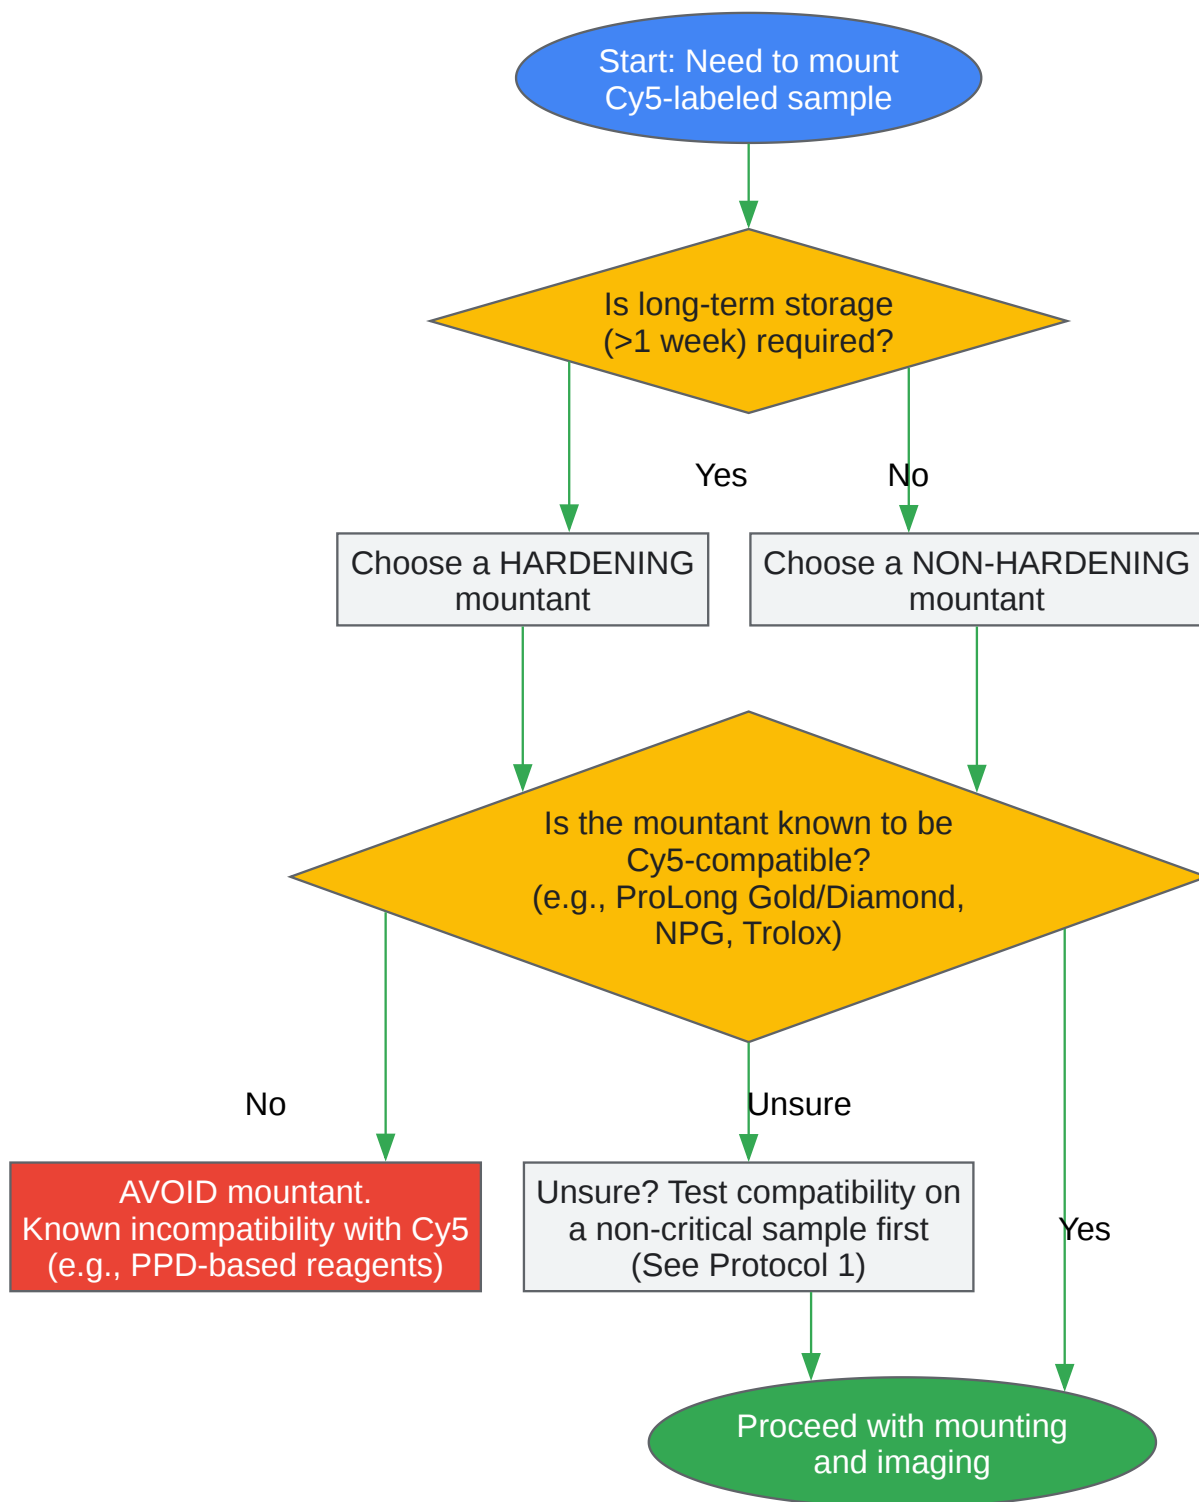 Start: Need to mount
Cy5-labeled sample
Is long-term storage
(>1 week) required?
Yes
No
Choose a HARDENING
mountant
Choose a NON-HARDENING
mountant
Is the mountant known to be
Cy5-compatible?
(e.g., ProLong Gold/Diamond,
NPG, Trolox)
No
Unsure
Yes
AVOID mountant.
Known incompatibility with Cy5
(e.g., PPD-based reagents)
Unsure? Test compatibility on
a non-critical sample first
(See Protocol 1)
Proceed with mounting
and imaging